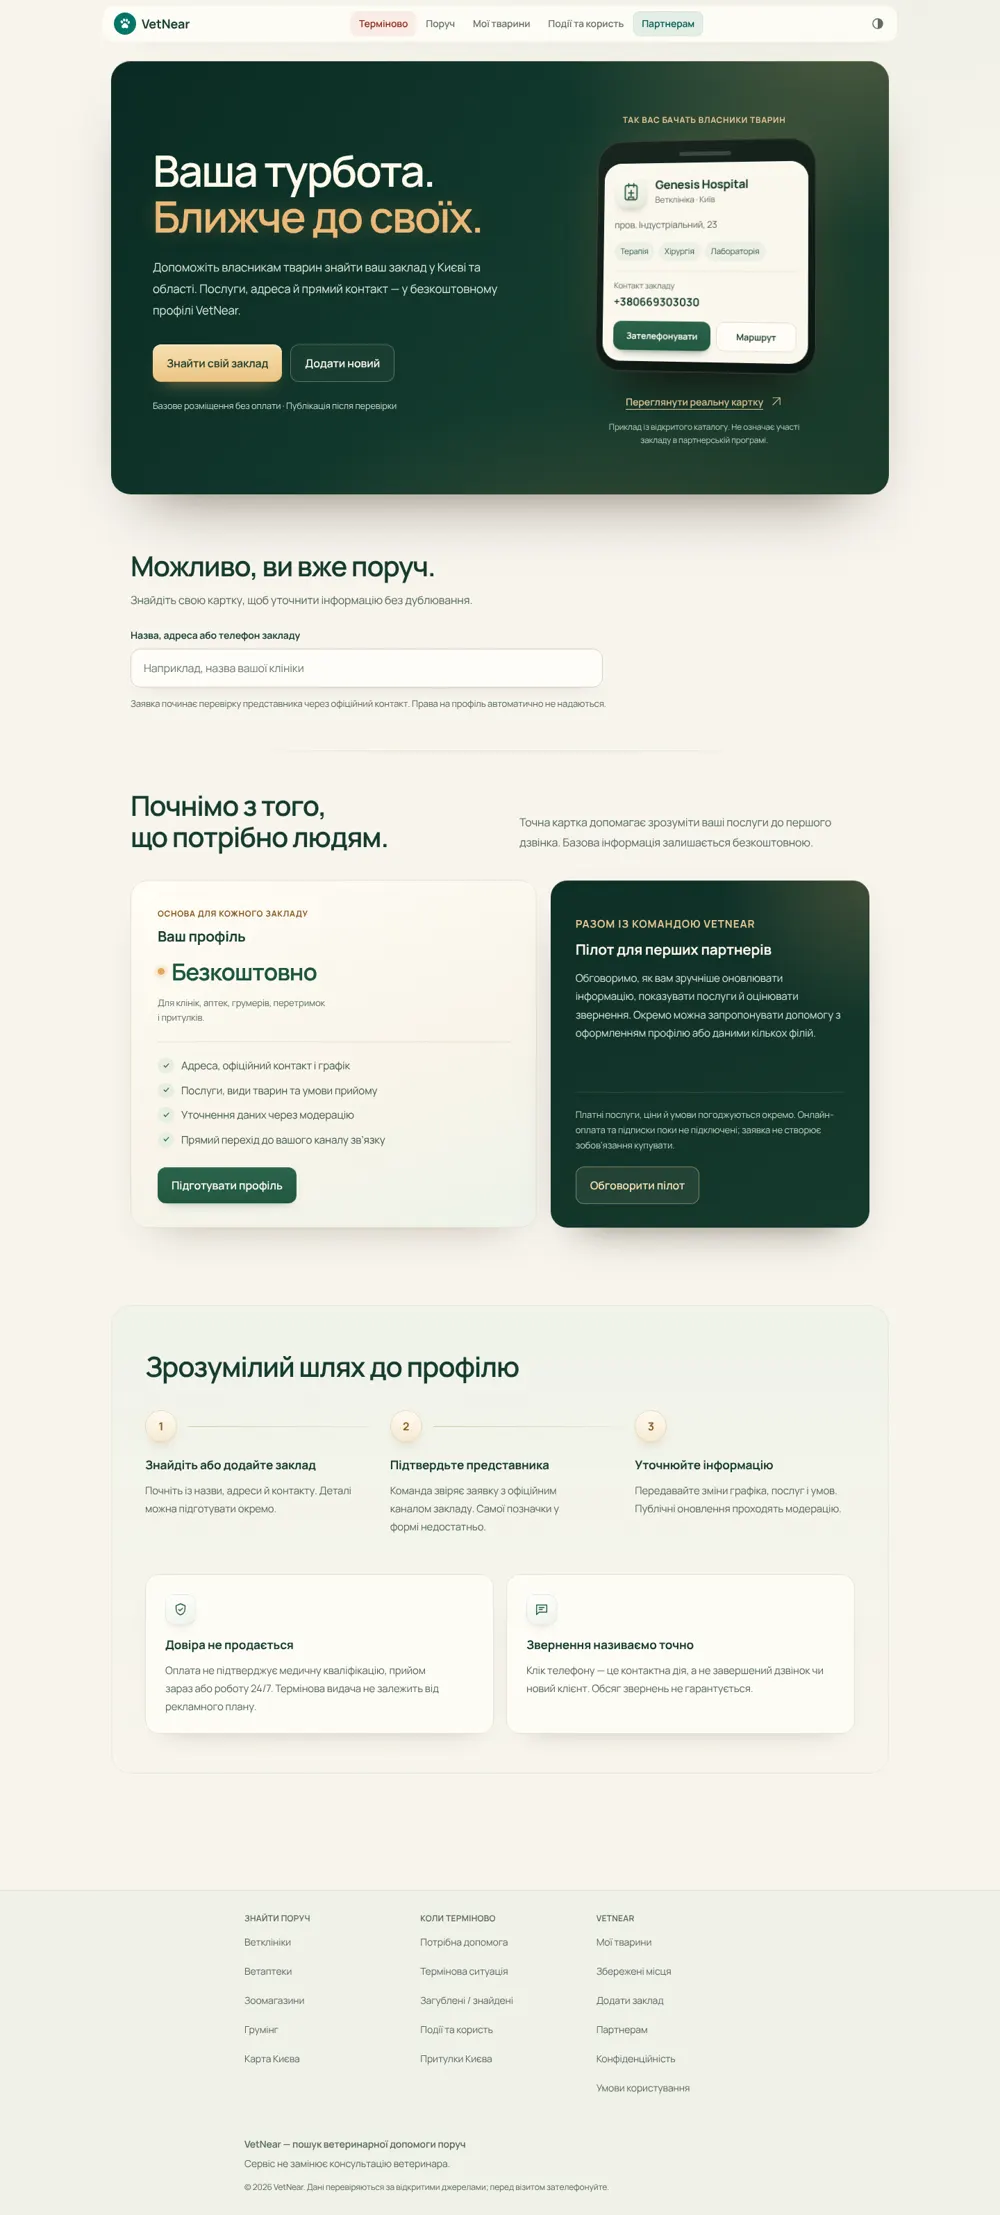 VetNear
Терміново
Поруч
Мої тварини
Події та користь
Партнерам
ТАК ВАС БАЧАТЬ ВЛАСНИКИ ТВАРИН
Ваша турбота.
Ближче до своїх.
Допоможіть власникам тварин знайти ваш заклад у Києві та
області. Послуги, адреса й прямий контакт — у безкоштовному
профілі VetNear.
Знайти свій заклад
Додати новий
Базове розміщення без оплати · Публікація після перевірки
Genesis Hospital
Ветклініка · Київ
пров. Індустріальний, 23
Терапія
Хірургія
Лабораторія
Контакт закладу
+380669303030
Зателефонувати
Маршрут
Переглянути реальну картку
Приклад із відкритого каталогу. Не означає участі
закладу в партнерській програмі.
Можливо, ви вже поруч.
Знайдіть свою картку, щоб уточнити інформацію без дублювання.
Назва, адреса або телефон закладу
Наприклад, назва вашої клініки
Заявка починає перевірку представника через офіційний контакт. Права на профіль автоматично не надаються.
Почнімо з того,
що потрібно людям.
Точна картка допомагає зрозуміти ваші послуги до першого
дзвінка. Базова інформація залишається безкоштовною.
ОСНОВА ДЛЯ КОЖНОГО ЗАКЛАДУ
Ваш профіль
Безкоштовно
Для клінік, аптек, грумерів, перетримок
і притулків.
Адреса, офіційний контакт і графік
Послуги, види тварин та умови прийому
Уточнення даних через модерацію
Прямий перехід до вашого каналу зв'язку
Підготувати профіль
РАЗОМ ІЗ КОМАНДОЮ VETNEAR
Пілот для перших партнерів
Обговоримо, як вам зручніше оновлювати
інформацію, показувати послуги й оцінювати
звернення. Окремо можна запропонувати допомогу з
оформленням профілю або даними кількох філій.
Платні послуги, ціни й умови погоджуються окремо. Онлайн-
оплата та підписки поки не підключені; заявка не створює
зобов'язання купувати.
Обговорити пілот
Зрозумілий шлях до профілю
1
2
3
Знайдіть або додайте заклад
Почніть із назви, адреси й контакту. Деталі
можна підготувати окремо.
Підтвердьте представника
Команда звіряє заявку з офіційним
каналом закладу. Самої позначки у
формі недостатньо.
Уточнюйте інформацію
Передавайте зміни графіка, послуг і умов.
Публічні оновлення проходять модерацію.
Довіра не продається
Оплата не підтверджує медичну кваліфікацію, прийом
зараз або роботу 24/7. Термінова видача не залежить від
рекламного плану.
Звернення називаємо точно
Клік телефону — це контактна дія, а не завершений дзвінок чи
новий клієнт. Обсяг звернень не гарантується.
ЗНАЙТИ ПОРУЧ
Ветклініки
Ветаптеки
Зоомагазини
Грумінг
Карта Києва
КОЛИ ТЕРМІНОВО
Потрібна допомога
Термінова ситуація
Загублені / знайдені
Події та користь
Притулки Києва
VETNEAR
Мої тварини
Збережені місця
Додати заклад
Партнерам
Конфіденційність
Умови користування
VetNear — пошук ветеринарної допомоги поруч
Сервіс не замінює консультацію ветеринара.
© 2026 VetNear. Дані перевіряються за відкритими джерелами; перед візитом зателефонуйте.